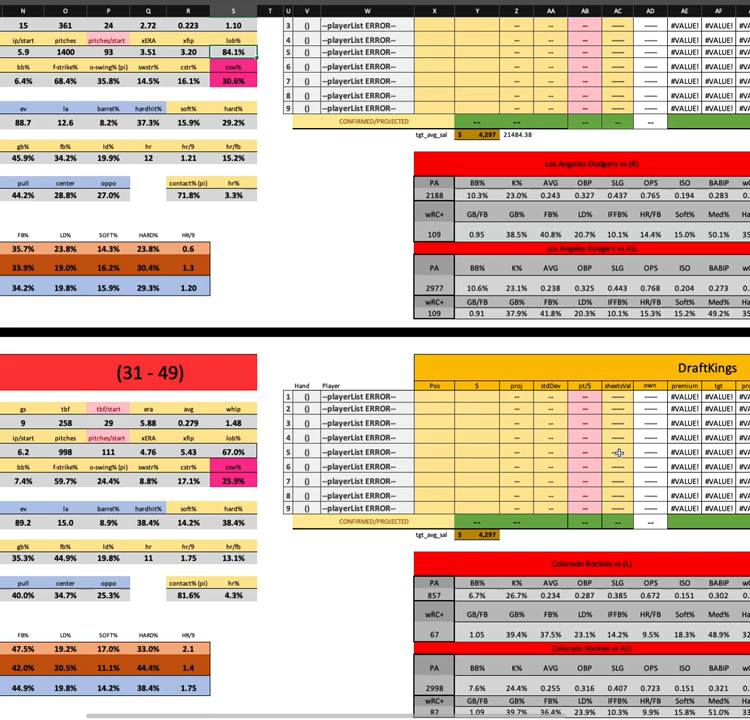 N O P Q R S T U V W X Y Z AA AB AC AD AE AF
15 361 24 2.72 0.223 1.10 3 () --playerList ERROR-- -- -- -- ----- ----- #VALUE! #VALUE!
ip/start pitches pitches/start xERA xfip lob% 4 () --playerList ERROR-- -- -- -- ----- ----- #VALUE! #VALUE!
5.9 1400 93 3.51 3.20 84.1% 5 () --playerList ERROR-- -- -- -- ----- ----- #VALUE! #VALUE!
bb% f-strike% o-swing% (pi) swstr% cstr% csw% 6 () --playerList ERROR-- -- -- -- ----- ----- #VALUE! #VALUE!
6.4% 68.4% 35.8% 14.5% 16.1% 30.6% 7 () --playerList ERROR-- -- -- -- ----- ----- #VALUE! #VALUE!
8 () --playerList ERROR-- -- -- -- ----- ----- #VALUE! #VALUE!
ev la barrel% hardhit% soft% hard% 9 () --playerList ERROR-- -- -- -- ----- ----- #VALUE! #VALUE!
88.7 12.6 8.2% 37.3% 15.9% 29.2% CONFIRMED/PROJECTED -- -- -- ----- --
tgt_avg_sal $ 4,297 21484.38
gb% fb% ld% hr hr/9 hr/fb
45.9% 34.2% 19.9% 12 1.21 15.2%
Los Angeles Dodgers vs (R)
pull center oppo contact% (pi) hr% PA BB% K% AVG OBP SLG OPS ISO BABIP
44.2% 28.8% 27.0% 71.8% 3.3% 2188 10.3% 23.0% 0.243 0.327 0.437 0.765 0.194 0.283
wRC+ GB/FB GB% FB% LD% IFFB% HR/FB Soft% Med%
FB% LD% SOFT% HARD% HR/9 109 0.95 38.5% 40.8% 20.7% 10.1% 14.4% 15.0% 50.1%
35.7% 23.8% 14.3% 23.8% 0.6 Los Angeles Dodgers vs ALL
33.9% 19.0% 16.2% 30.4% 1.3 PA BB% K% AVG OBP SLG OPS ISO BABIP
34.2% 19.8% 15.9% 29.3% 1.20 2977 10.6% 23.1% 0.238 0.325 0.443 0.768 0.204 0.273
wRC+ GB/FB GB% FB% LD% IFFB% HR/FB Soft% Med%
109 0.91 37.9% 41.8% 20.3% 10.1% 15.3% 15.2% 49.2%
(31 - 49) DraftKings
Hand Player Pos $ proj stdDev pt/$ sheetsVal own premium tgt
1 () --playerList ERROR-- -- -- -- ----- ----- #VALUE! #VALUE!
gs tbf tbf/start era avg whip 2 () --playerList ERROR-- -- -- -- ----- ----- #VALUE! #VALUE!
9 258 29 5.88 0.279 1.48 3 () --playerList ERROR-- -- -- -- ----- ----- #VALUE! #VALUE!
ip/start pitches pitches/start xERA xfip lob% 4 () --playerList ERROR-- -- -- -- ----- ----- #VALUE! #VALUE!
6.2 998 111 4.76 5.43 67.0% 5 () --playerList ERROR-- -- -- -- #VALUE! #VALUE!
bb% f-strike% o-swing% (pi) swstr% cstr% csw% 6 () --playerList ERROR-- -- -- -- ----- ----- #VALUE! #VALUE!
7.4% 59.7% 24.4% 8.8% 17.1% 25.9% 7 () --playerList ERROR-- -- -- -- ----- ----- #VALUE! #VALUE!
8 () --playerList ERROR-- -- -- -- ----- ----- #VALUE! #VALUE!
ev la barrel% hardhit% soft% hard% 9 () --playerList ERROR-- -- -- -- ----- ----- #VALUE! #VALUE!
89.2 15.0 8.9% 38.4% 14.2% 38.4% CONFIRMED/PROJECTED -- -- -- ----- --
tgt_avg_sal $ 4,297
gb% fb% ld% hr hr/9 hr/fb
35.3% 44.9% 19.8% 11 1.75 13.1%
Colorado Rockies vs (L)
pull center oppo contact% (pi) hr% PA BB% K% AVG OBP SLG OPS ISO BABIP
40.0% 34.7% 25.3% 81.6% 4.3% 857 6.7% 26.7% 0.234 0.287 0.385 0.672 0.151 0.302
wRC+ GB/FB GB% FB% LD% IFFB% HR/FB Soft% Med%
FB% LD% SOFT% HARD% HR/9 67 1.05 39.4% 37.5% 23.1% 14.2% 9.5% 18.3% 48.9%
47.5% 19.2% 17.0% 33.0% 2.1 Colorado Rockies vs ALL
42.0% 20.5% 11.1% 44.4% 1.4 PA BB% K% AVG OBP SLG OPS ISO BABIP
44.9% 19.8% 14.2% 38.4% 1.75 2998 7.6% 24.4% 0.255 0.316 0.407 0.723 0.151 0.321
wRC+ GB/FB GB% FB% LD% IFFB% HR/FB Soft% Med%
82 1.09 39.7% 36.4% 23.9% 10.3% 9.9% 15.8% 51.0%